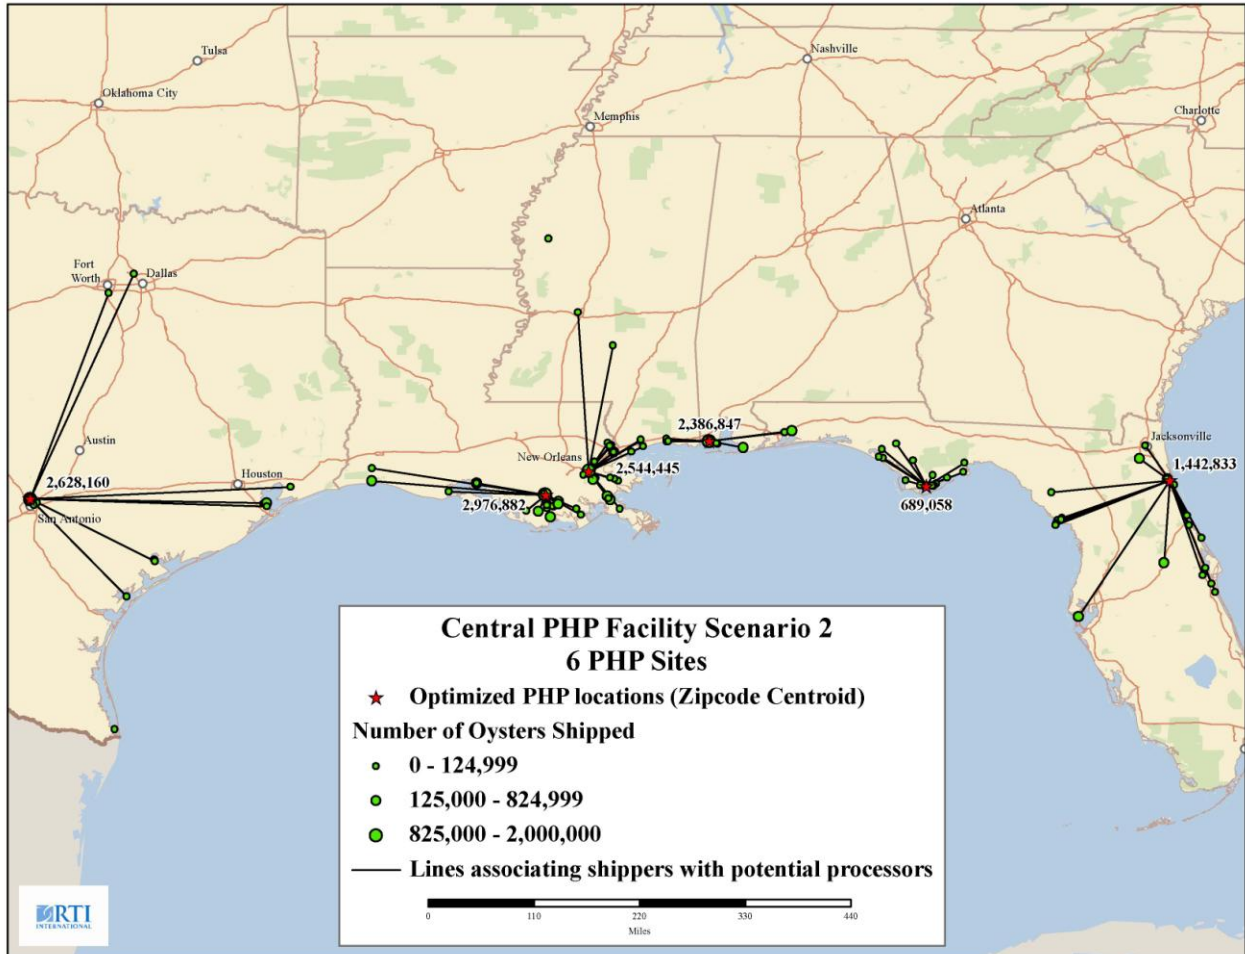 Tulsa
Nashville
Oklahoma City
Charlotte
Memphis
Atlanta
Fort
Worth
Dallas
Austin
Houston
2,628,160
San Antonio
New Orleans
2,386,847
2,544,445
2,976,882
689,058
Jacksonville
1,442,833
Central PHP Facility Scenario 2
6 PHP Sites
Optimized PHP locations (Zipcode Centroid)
Number of Oysters Shipped
0 - 124,999
125,000 - 824,999
825,000 - 2,000,000
Lines associating shippers with potential processors
0 110 220 330 440
Miles
RTI
INTERNATIONAL